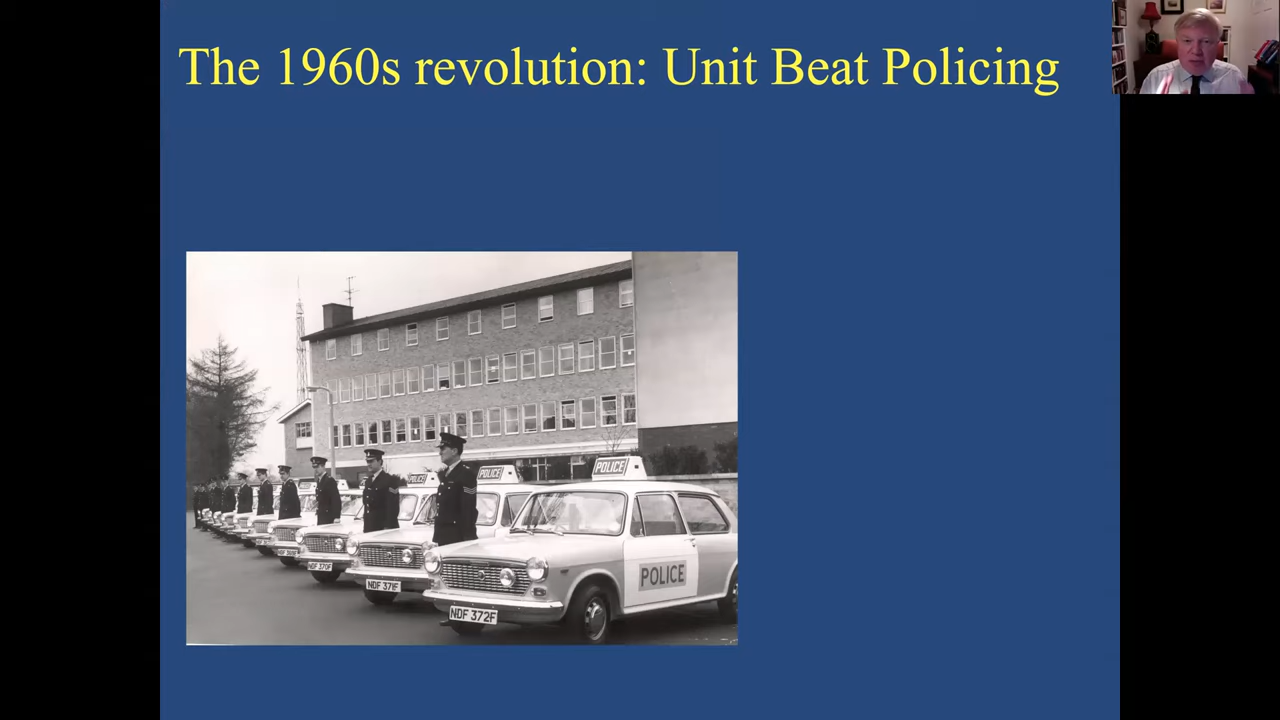 The 1960s revolution: Unit Beat Policing
POLICE
POLICE
POLICE
POLICE
NDF 370F
NDF 371F
NDF 372F